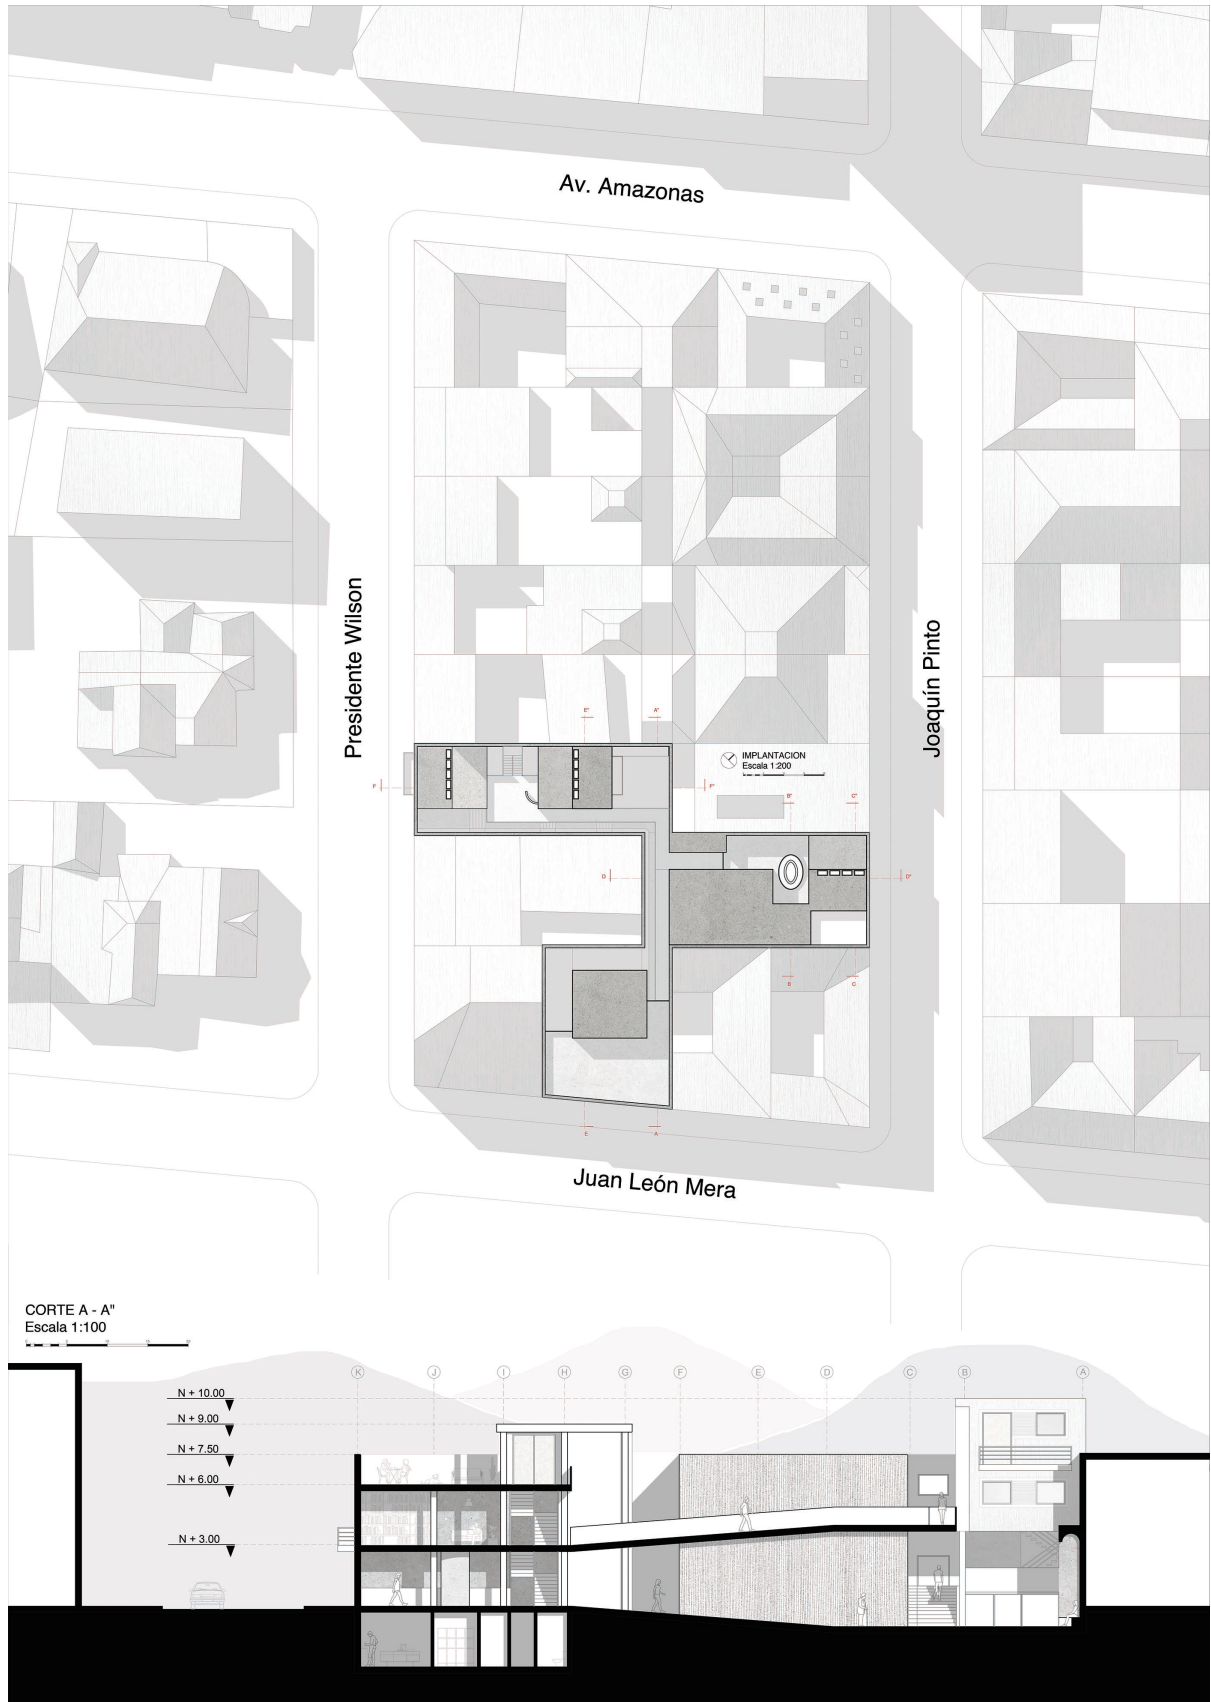 Av. Amazonas
Presidente Wilson
Joaquín Pinto
E"
A"
IMPLANTACION
Escala 1:200
F
F"
B"
C"
D
D"
B
C
E
A
Juan León Mera
CORTE A - A"
Escala 1:100
K
J
I
H
G
F
E
D
C
B
A
N + 10.00
N + 9.00
N + 7.50
N + 6.00
N + 3.00